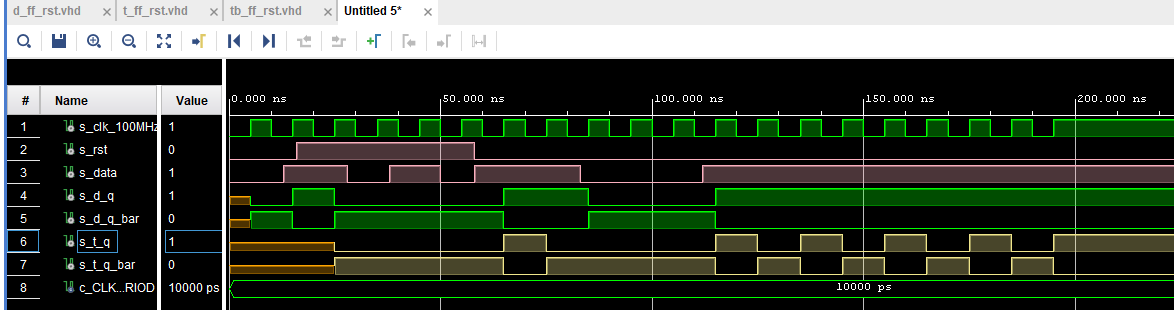 d_ff_rst.vhd × t_ff_rst.vhd × tb_ff_rst.vhd × Untitled 5* ×
# Name Value 0.000 ns 50.000 ns 100.000 ns 150.000 ns 200.000 ns
1 s_clk_100MHz 1
2 s_rst 0
3 s_data 1
4 s_d_q 1
5 s_d_q_bar 0
6 s_t_q 1
7 s_t_q_bar 0
8 c_CLK...RIOD 10000 ps 10000 ps